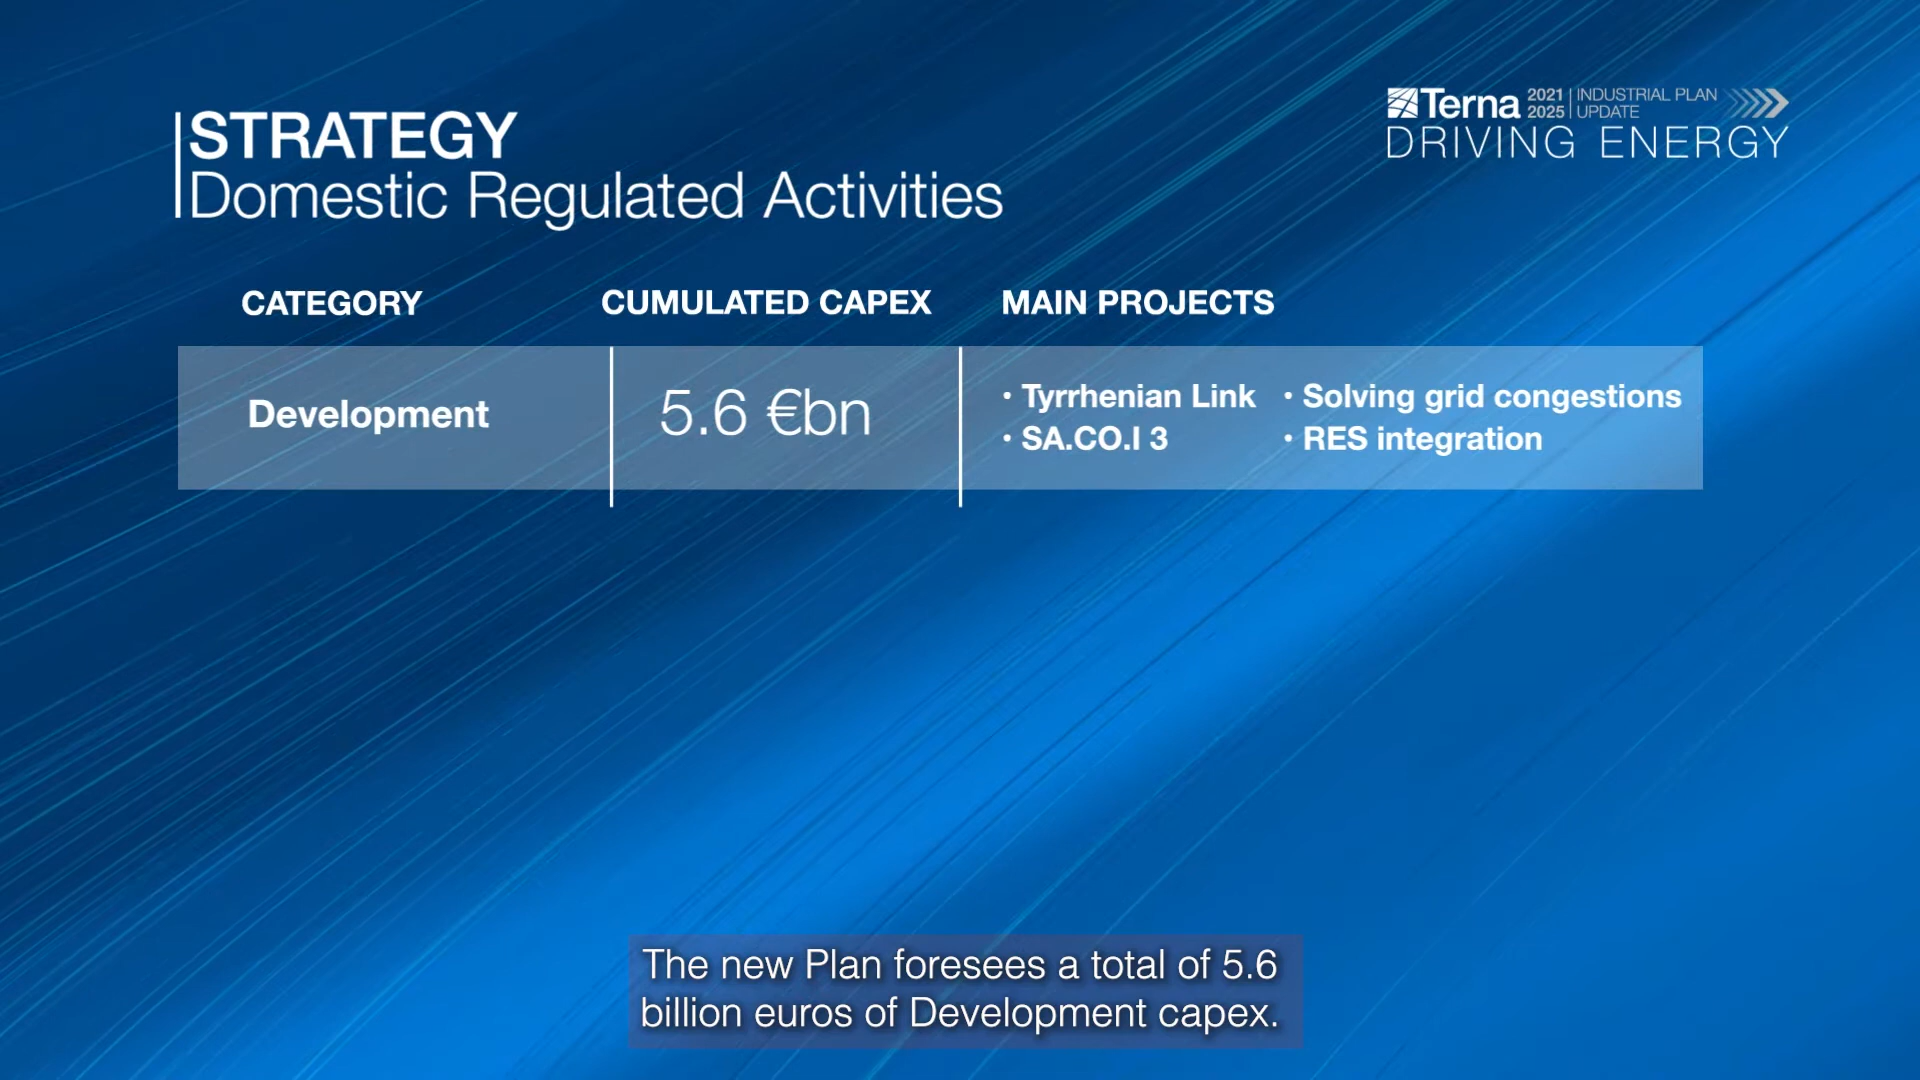 STRATEGY
Domestic Regulated Activities
Terna 2021 | INDUSTRIAL PLAN
2025 | UPDATE
DRIVING ENERGY
CATEGORY CUMULATED CAPEX MAIN PROJECTS
Development
5.6 €bn
• Tyrrhenian Link • Solving grid congestions
• SA.CO.I 3 • RES integration
The new Plan foresees a total of 5.6
billion euros of Development capex.